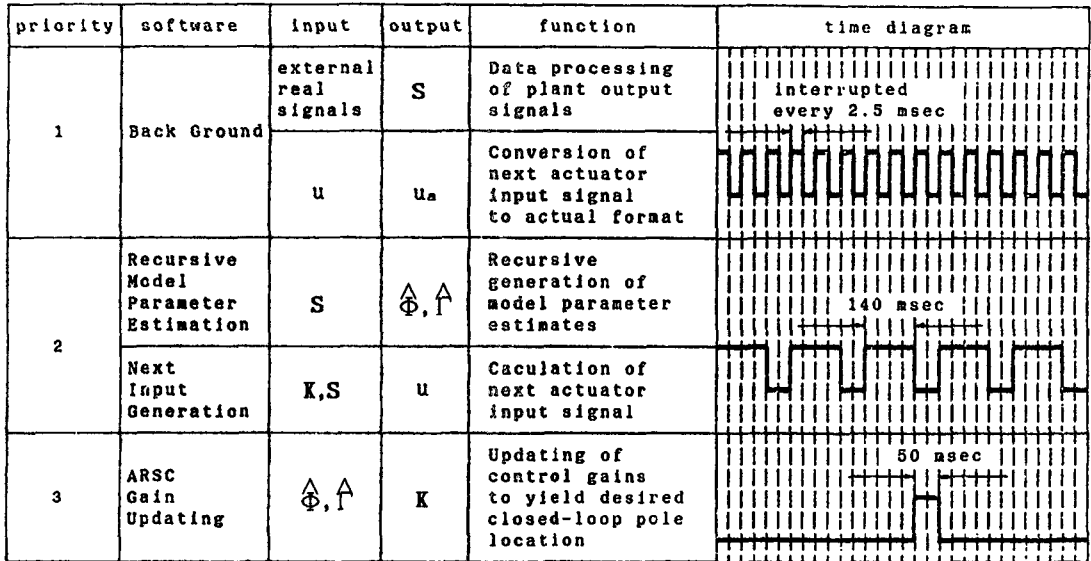 priority software input output function time diagram
1
Back Ground
external
real
signals
S
Data processing
of plant output
signals
interrupted
every 2.5 msec
u
ua
Conversion of
next actuator
input signal
to actual format
2
Recursive
Model
Parameter
Estimation
S
Φ̂, Γ̂
Recursive
generation of
model parameter
estimates
140 msec
Next
Input
Generation
K,S
u
Caculation of
next actuator
input signal
3
ARSC
Gain
Updating
Φ̂, Γ̂
K
Updating of
control gains
to yield desired
closed-loop pole
location
50 msec